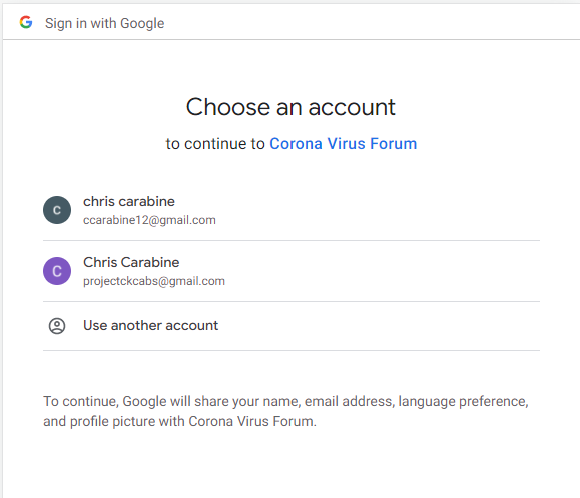 Sign in with Google
Choose an account
to continue to Corona Virus Forum
c
chris carabine
ccarabine12@gmail.com
C
Chris Carabine
projectckcabs@gmail.com
Use another account
To continue, Google will share your name, email address, language preference,
and profile picture with Corona Virus Forum.